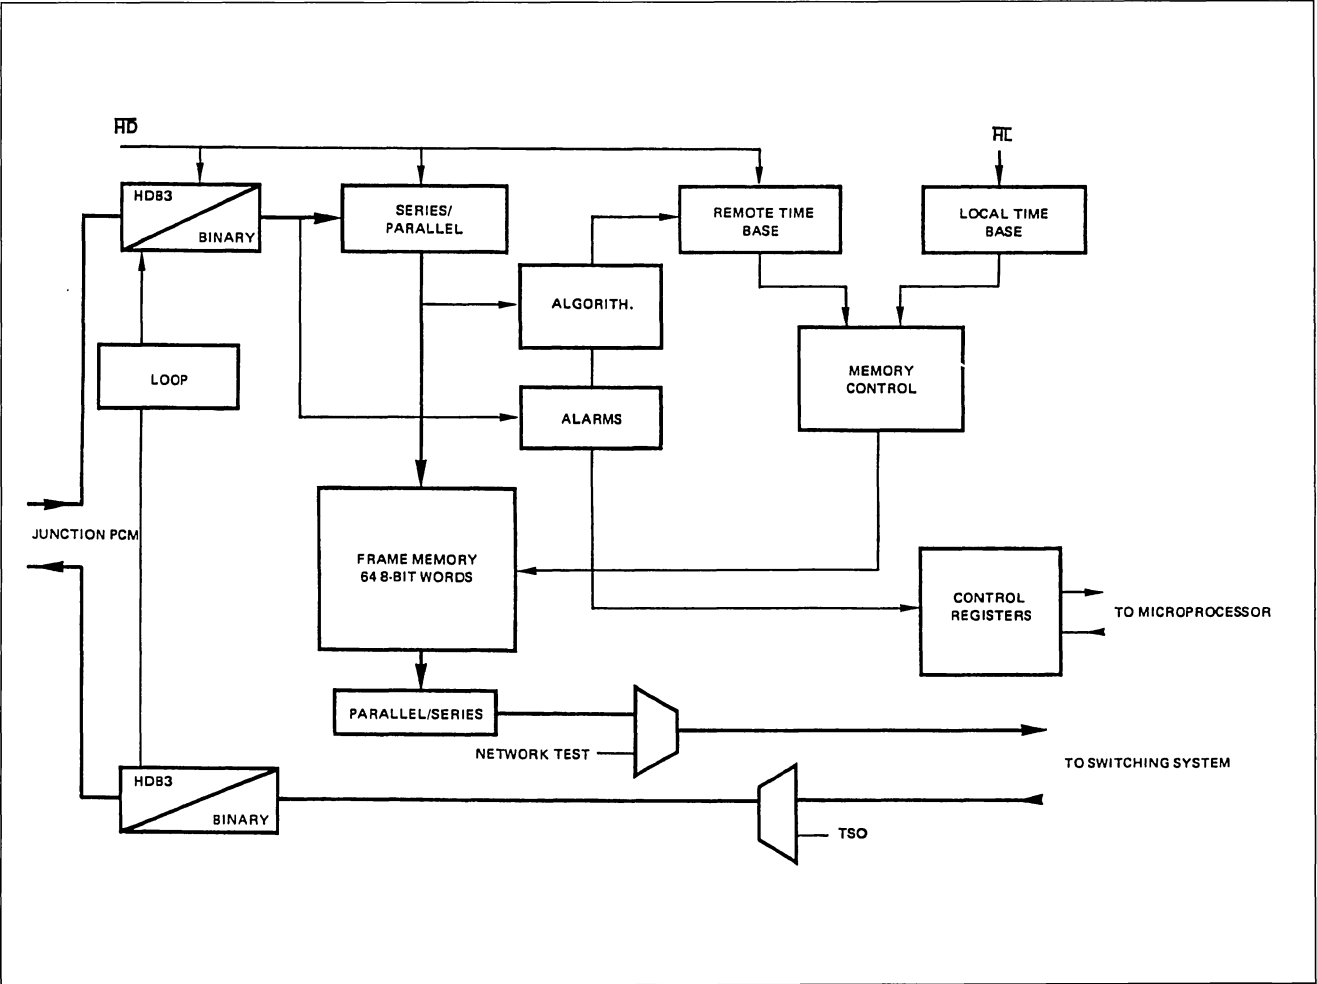 HD
HL
HDB3
BINARY
SERIES/
PARALLEL
REMOTE TIME
BASE
LOCAL TIME
BASE
ALGORITH.
LOOP
MEMORY
CONTROL
ALARMS
JUNCTION PCM
FRAME MEMORY
64 8-BIT WORDS
CONTROL
REGISTERS
TO MICROPROCESSOR
PARALLEL/SERIES
NETWORK TEST
TO SWITCHING SYSTEM
HDB3
BINARY
TSO